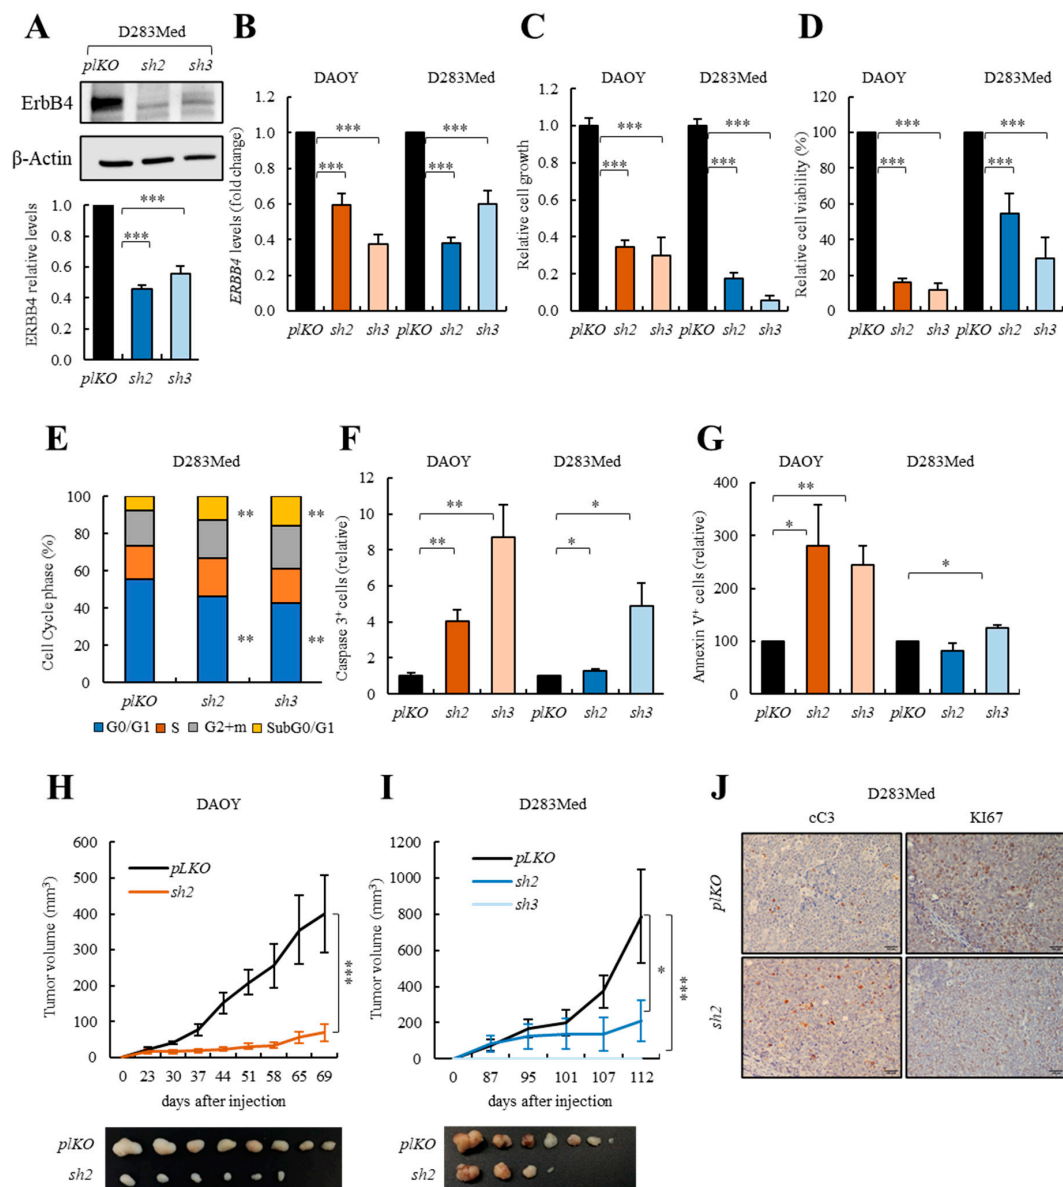 A
D283Med
plKO sh2 sh3
ErbB4
β-Actin
ERBB4 relative levels
1.0
0.8
0.6
0.4
0.2
0.0
***
***
plKO sh2 sh3
B
DAOY D283Med
ERBB4 levels (fold change)
1.2
1.0
0.8
0.6
0.4
0.2
0.0
*** ***
*** ***
plKO sh2 sh3 plKO sh2 sh3
C
DAOY D283Med
Relative cell growth
1.2
1.0
0.8
0.6
0.4
0.2
0
*** ***
*** ***
plKO sh2 sh3 plKO sh2 sh3
D
DAOY D283Med
Relative cell viability (%)
120
100
80
60
40
20
0
*** ***
*** ***
plKO sh2 sh3 plKO sh2 sh3
E
D283Med
Cell Cycle phase (%)
100
80
60
40
20
0
** **
** **
plKO sh2 sh3
G0/G1 S G2+m SubG0/G1
F
DAOY D283Med
Caspase 3+ cells (relative)
12
10
8
6
4
2
0
** *
** *
plKO sh2 sh3 plKO sh2 sh3
G
DAOY D283Med
Annexin V+ cells (relative)
400
300
200
100
0
**
*
*
plKO sh2 sh3 plKO sh2 sh3
H
DAOY
Tumor volume (mm³)
600
500
400
300
200
100
0
pLKO
sh2
***
0 23 30 37 44 51 58 65 69
days after injection
plKO
sh2
I
D283Med
Tumor volume (mm³)
1200
1000
800
600
400
200
0
pLKO
sh2
sh3
*
***
0 87 95 101 107 112
days after injection
plKO
sh2
J
D283Med
cC3 KI67
plKO
sh2